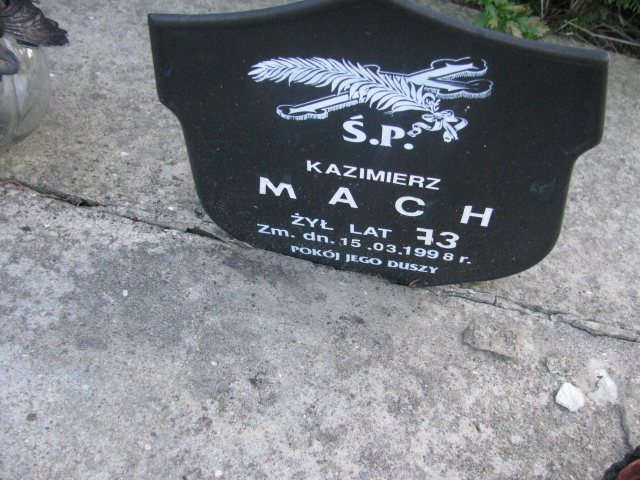 Ś.P.
KAZIMIERZ
MACH
ŻYŁ LAT 73
Zm. dn. 15.03.1998 r.
POKÓJ JEGO DUSZY